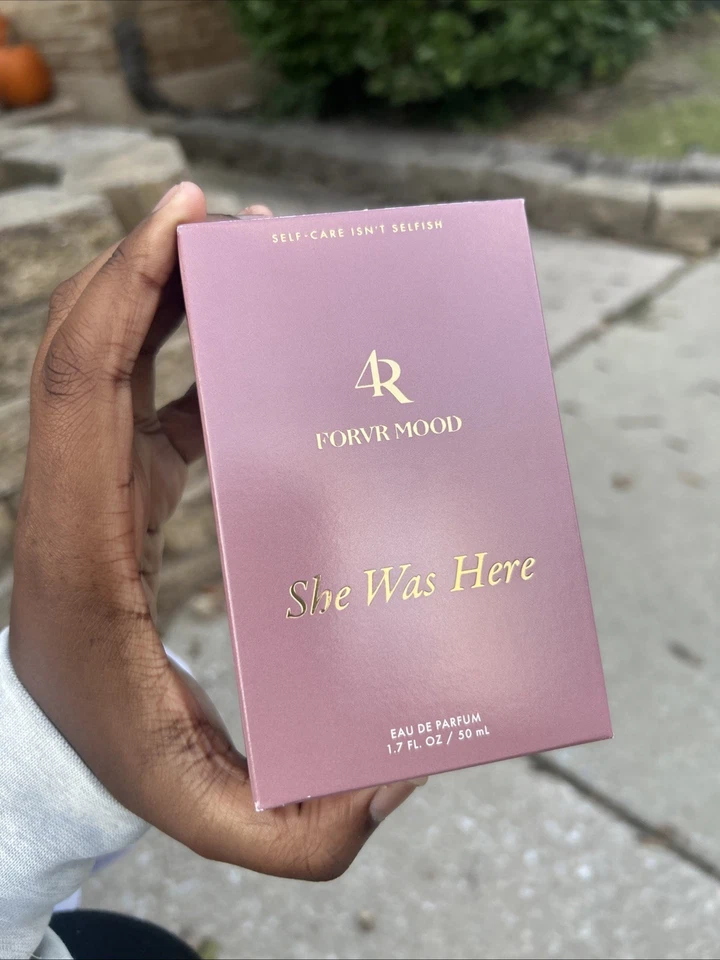 SELF-CARE ISN'T SELFISH
4R
FORVR MOOD
She Was Here
EAU DE PARFUM
1.7 FL. OZ / 50 mL